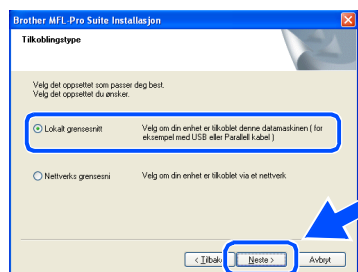 Brother MFL-Pro Suite Installasjon
Tilkoblingstype
Velg det oppsettet som passer deg best.
Velg det oppsettet du ønsker.
Lokalt grensesnitt
Velg om din enhet er tilkoblet denne datamaskinen ( for
eksempel med USB eller Parallell kabel )
Nettverks grensesni
Velg om din enhet er tilkoblet via et nettverk
< Tilbak
Neste >
Avbryt